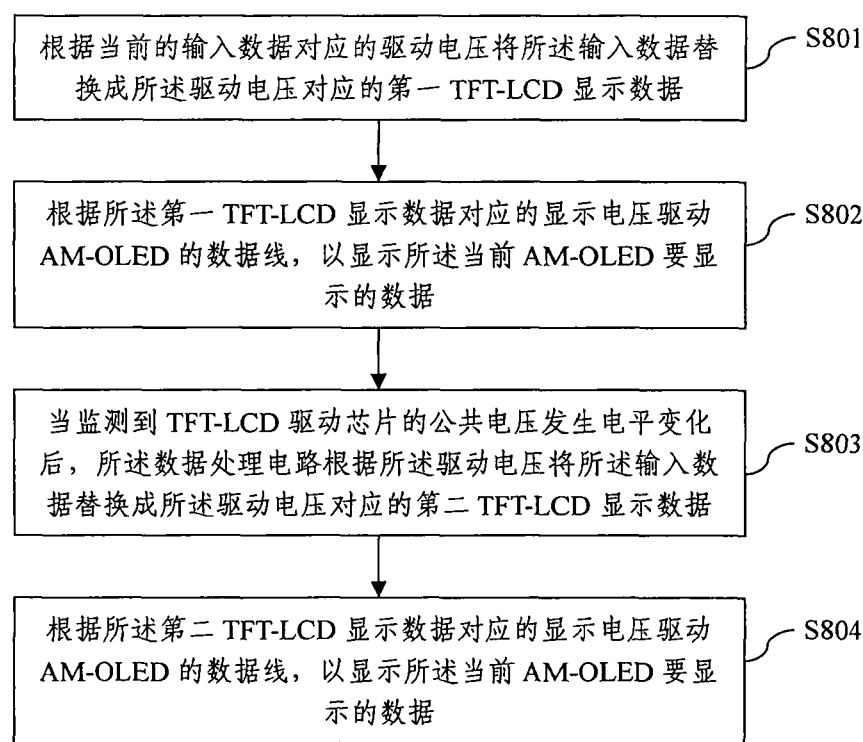 根据当前的输入数据对应的驱动电压将所述输入数据替
换成所述驱动电压对应的第一 TFT-LCD 显示数据
S801
根据所述第一 TFT-LCD 显示数据对应的显示电压驱动
AM-OLED 的数据线，以显示所述当前 AM-OLED 要显
示的数据
S802
当监测到 TFT-LCD 驱动芯片的公共电压发生电平变化
后，所述数据处理电路根据所述驱动电压将所述输入数
据替换成所述驱动电压对应的第二 TFT-LCD 显示数据
S803
根据所述第二 TFT-LCD 显示数据对应的显示电压驱动
AM-OLED 的数据线，以显示所述当前 AM-OLED 要显
示的数据
S804